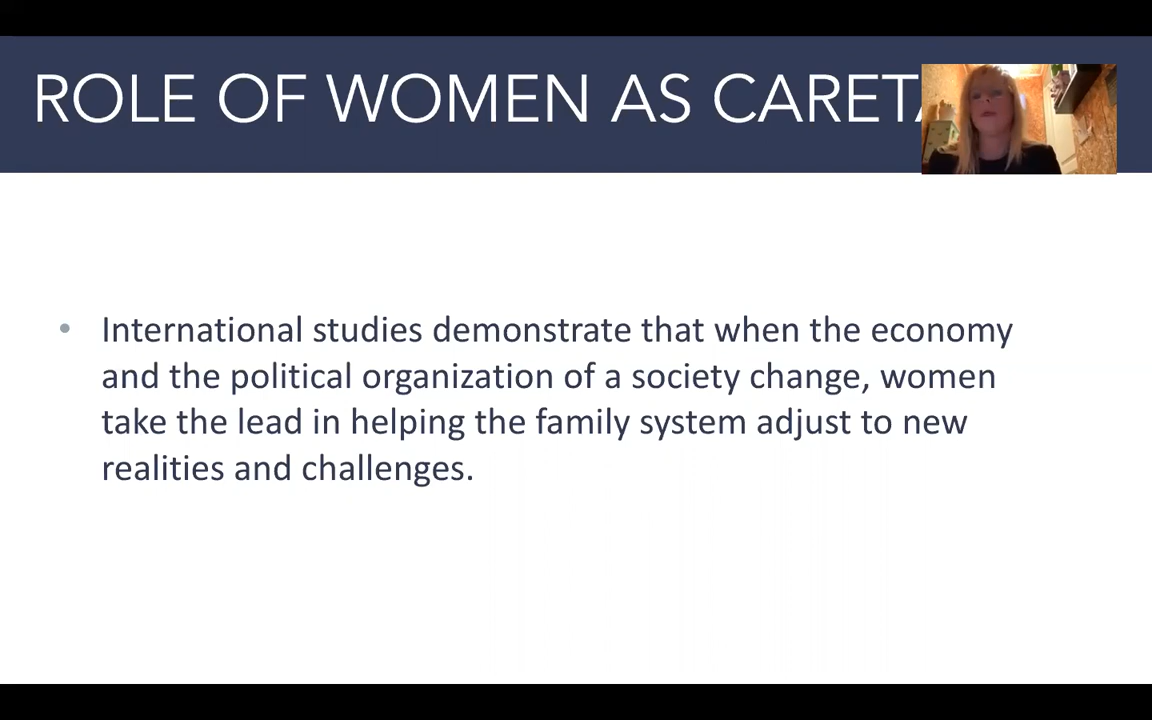 ROLE OF WOMEN AS
International studies demonstrate that when the economy
and the political organization of a society change, women
take the lead in helping the family system adjust to new
realities and challenges.